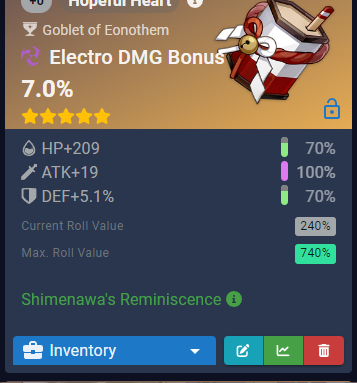 +0 Hopeful Heart
Goblet of Eonothem
Electro DMG Bonus
7.0%
HP+209 70%
ATK+19 100%
DEF+5.1% 70%
Current Roll Value 240%
Max. Roll Value 740%
Shimenawa's Reminiscence
Inventory